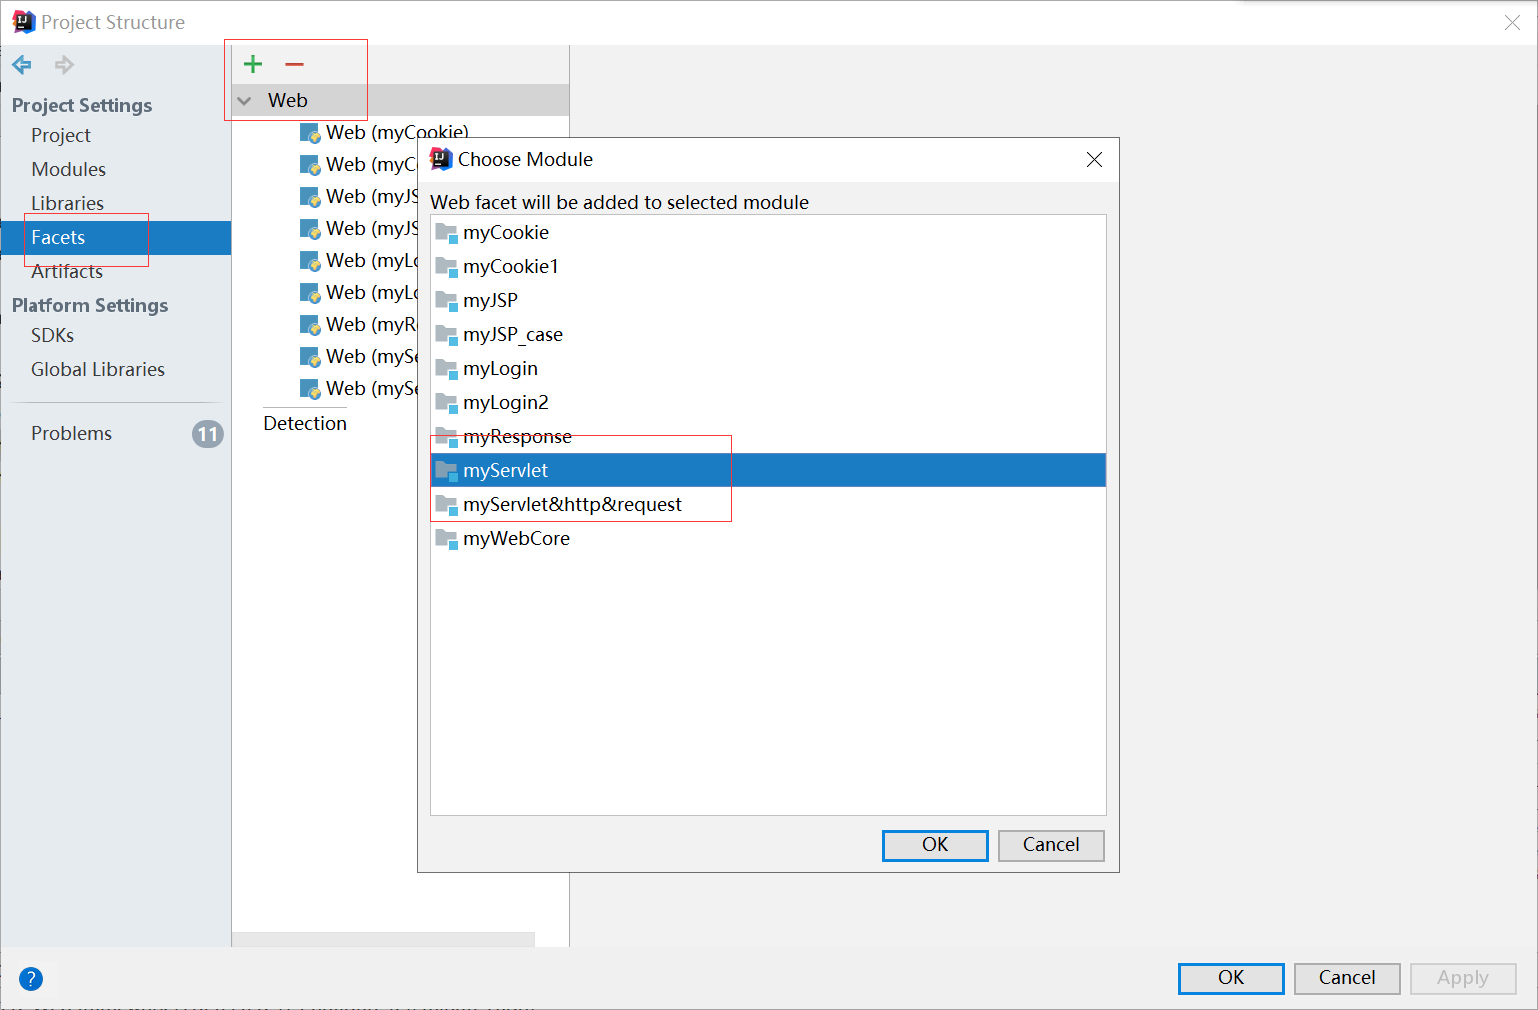 Project Structure
Project Settings
Project
Modules
Libraries
Facets
Artifacts
Platform Settings
SDKs
Global Libraries
Problems
11
Web
Web (myCookie)
Web (myC
Web (myJS
Web (myJS
Web (myLo
Web (myLo
Web (myR
Web (mySe
Web (mySe
Detection
Choose Module
Web facet will be added to selected module
myCookie
myCookie1
myJSP
myJSP_case
myLogin
myLogin2
myResponse
myServlet
myServlet&http&request
myWebCore
OK
Cancel
?
OK
Cancel
Apply